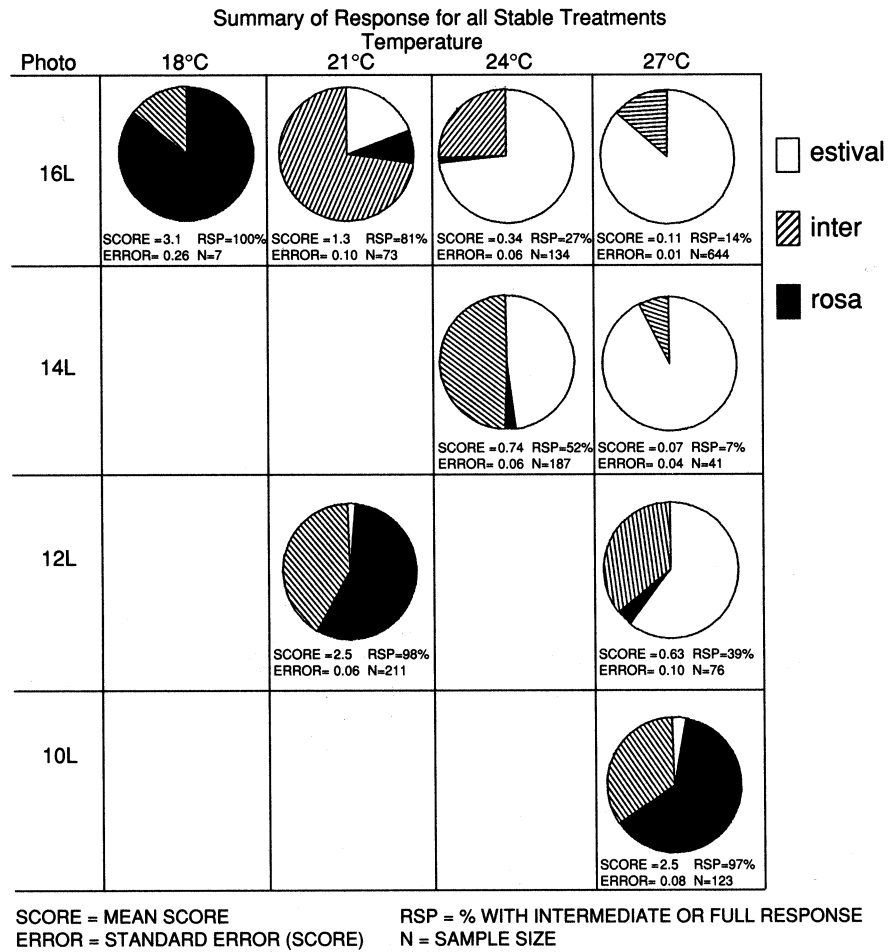 Summary of Response for all Stable Treatments
Temperature
Photo 18°C 21°C 24°C 27°C
16L
SCORE =3.1 RSP=100%
ERROR= 0.26 N=7
SCORE =1.3 RSP=81%
ERROR= 0.10 N=73
SCORE =0.34 RSP=27%
ERROR= 0.06 N=134
SCORE =0.11 RSP=14%
ERROR= 0.01 N=644
estival
inter
rosa
14L
SCORE =0.74 RSP=52%
ERROR= 0.06 N=187
SCORE =0.07 RSP=7%
ERROR= 0.04 N=41
12L
SCORE =2.5 RSP=98%
ERROR= 0.06 N=211
SCORE =0.63 RSP=39%
ERROR= 0.10 N=76
10L
SCORE =2.5 RSP=97%
ERROR= 0.08 N=123
SCORE = MEAN SCORE RSP = % WITH INTERMEDIATE OR FULL RESPONSE
ERROR = STANDARD ERROR (SCORE) N = SAMPLE SIZE